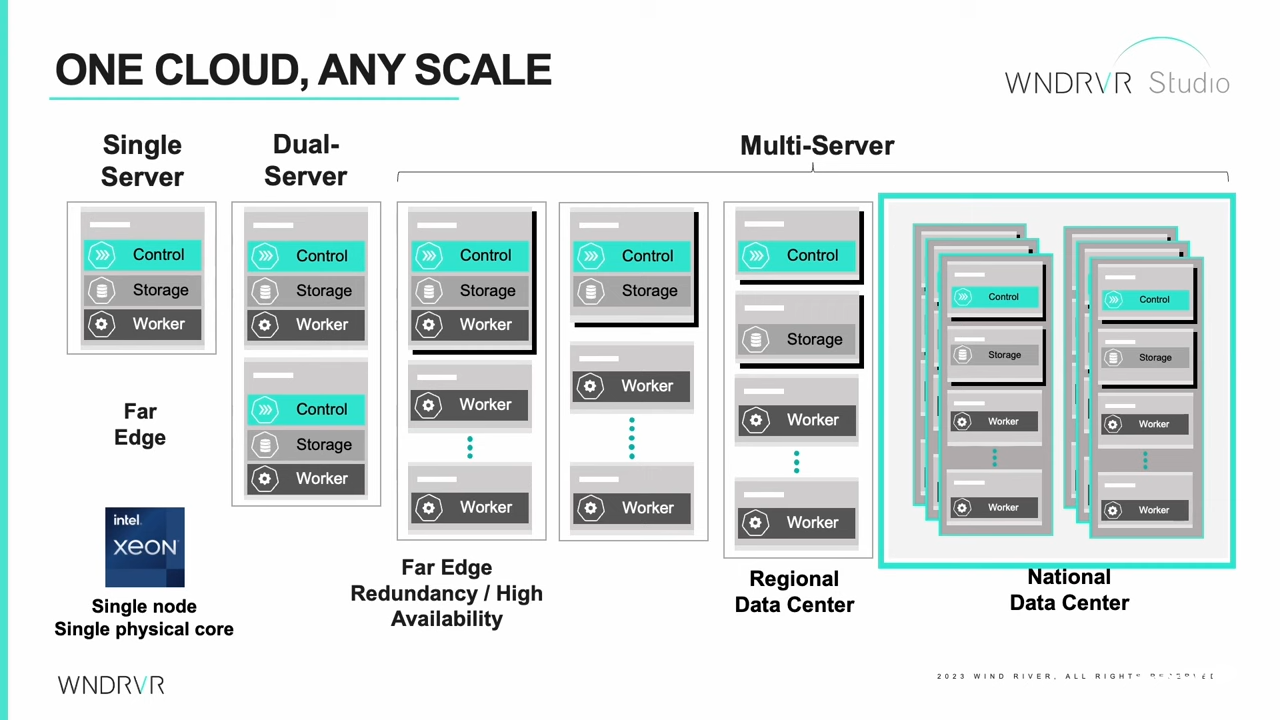 ONE CLOUD, ANY SCALE
WNDRVR Studio
Single
Server
Dual-
Server
Multi-Server
Control
Storage
Worker
Control
Storage
Worker
Control
Storage
Worker
Control
Storage
Worker
Worker
Worker
Control
Storage
Worker
Worker
Control
Storage
Worker
Worker
Control
Storage
Worker
Worker
Control
Storage
Worker
Worker
Far
Edge
intel.
XEON
Single node
Single physical core
Far Edge
Redundancy / High
Availability
Regional
Data Center
National
Data Center
WNDRVR
2023 WIND RIVER, ALL RIGHTS RESERVED